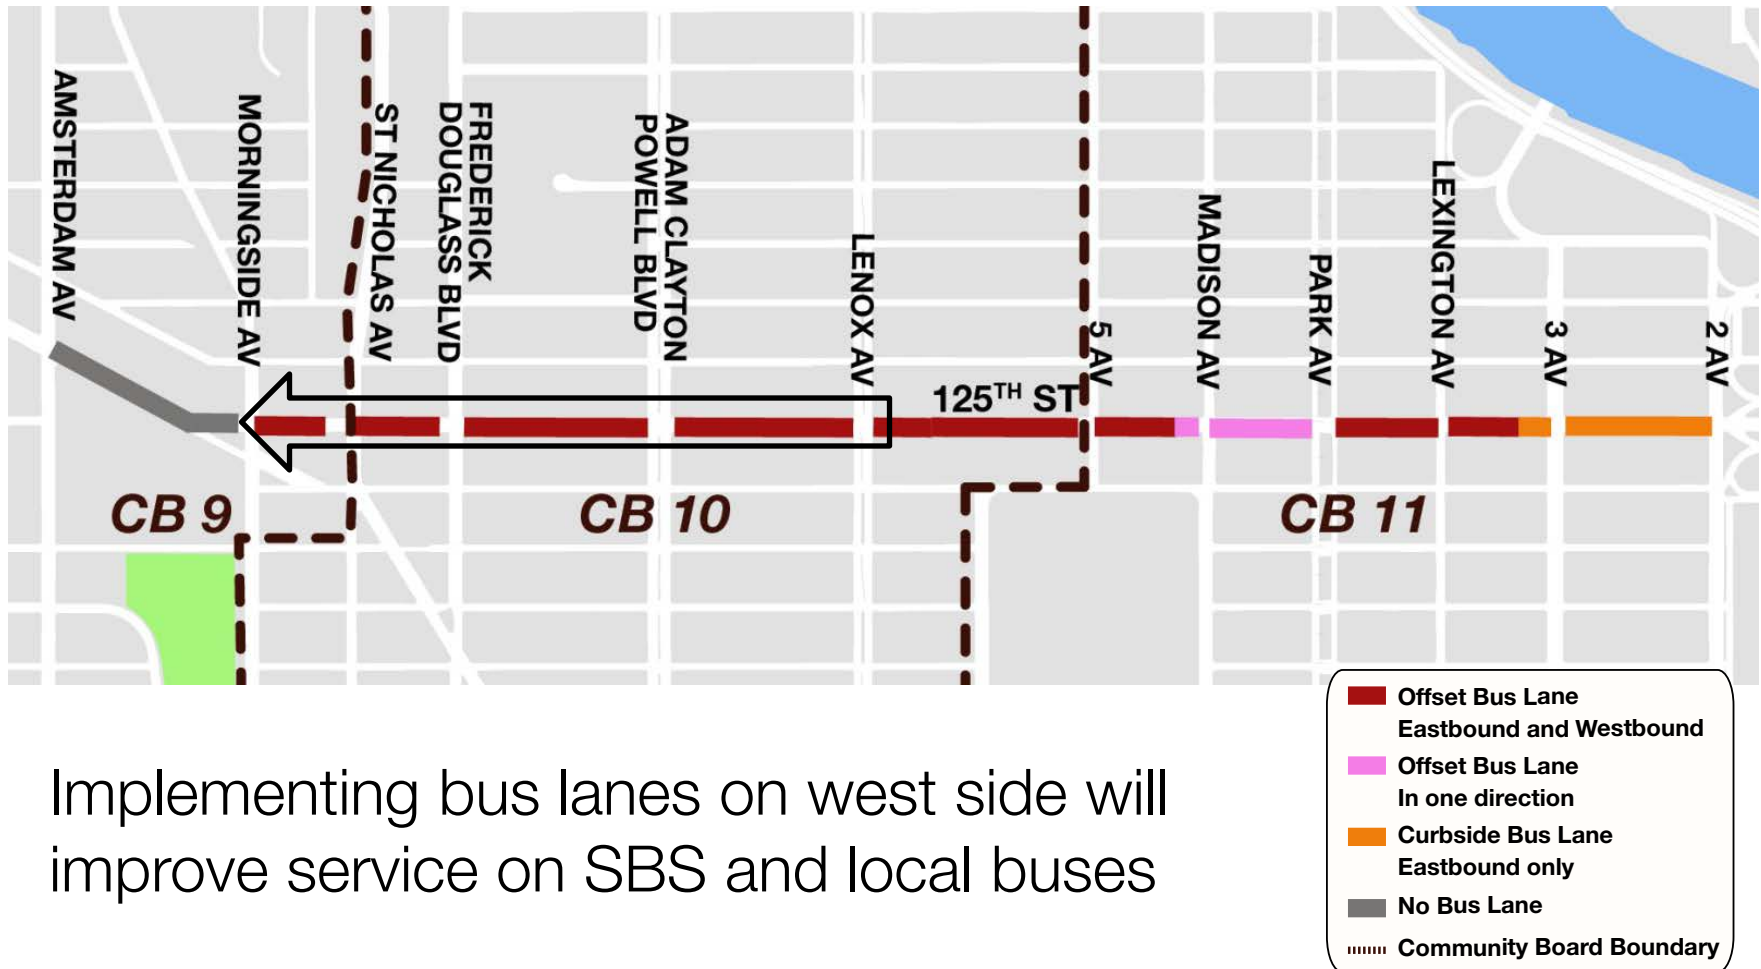 AMSTERDAM AV
MORNINGSIDE AV
ST NICHOLAS AV
FREDERICK
DOUGLASS BLVD
ADAM CLAYTON
POWELL BLVD
LENOX AV
125TH ST
5 AV
MADISON AV
PARK AV
LEXINGTON AV
3 AV
2 AV
CB 9
CB 10
CB 11
Implementing bus lanes on west side will
improve service on SBS and local buses
Offset Bus Lane
Eastbound and Westbound
Offset Bus Lane
In one direction
Curbside Bus Lane
Eastbound only
No Bus Lane
Community Board Boundary